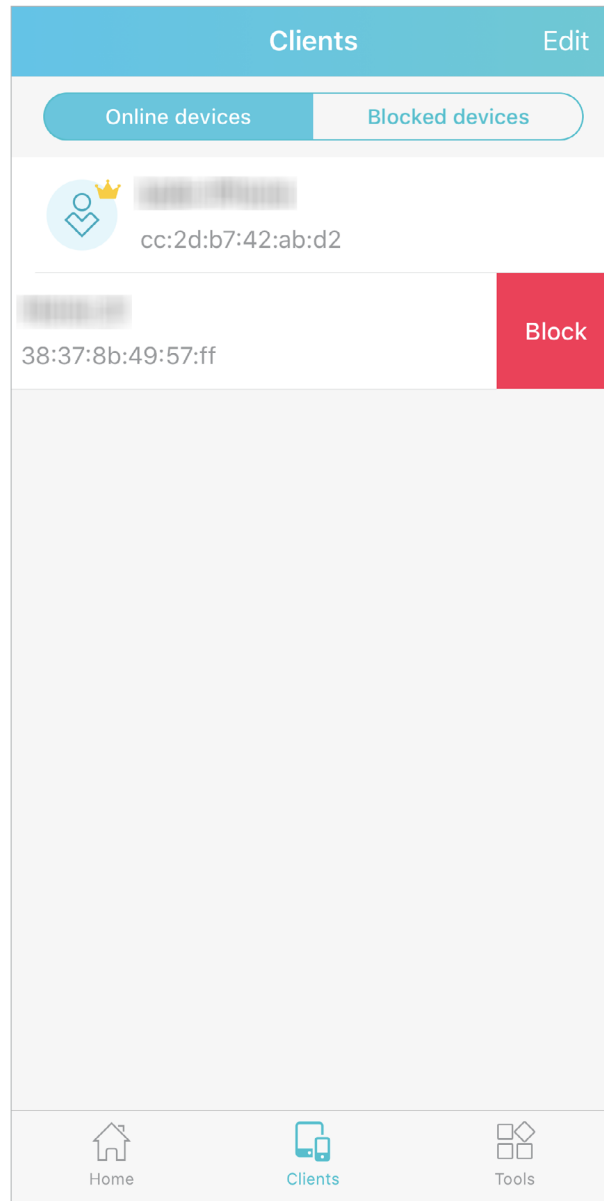 Clients Edit
Online devices Blocked devices
cc:2d:b7:42:ab:d2
Block
38:37:8b:49:57:ff
Home Clients Tools